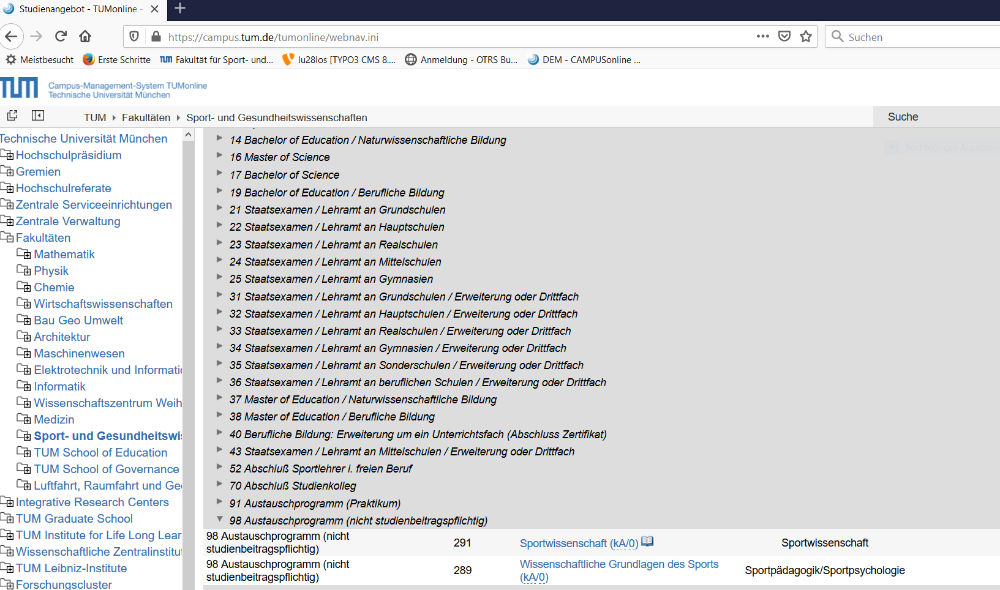 Studienangebot - TUMonline -
https://campus.tum.de/tumonline/webnav.ini
Suchen
Meistbesucht
Erste Schritte
TUM Fakultät für Sport- und...
lu28los [TYPO3 CMS 8....
Anmeldung - OTRS Bu...
DEM - CAMPUSonline ...
TUM
Campus-Management-System TUMonline
Technische Universität München
TUM
Fakultäten
Sport- und Gesundheitswissenschaften
Suche
Technische Universität München
Hochschulpräsidium
Gremien
Hochschulreferate
Zentrale Serviceeinrichtungen
Zentrale Verwaltung
Fakultäten
Mathematik
Physik
Chemie
Wirtschaftswissenschaften
Bau Geo Umwelt
Architektur
Maschinenwesen
Elektrotechnik und Informatio
Informatik
Wissenschaftszentrum Weih
Medizin
Sport- und Gesundheitswis
TUM School of Education
TUM School of Governance
Luftfahrt, Raumfahrt und Geo
Integrative Research Centers
TUM Graduate School
TUM Institute for Life Long Lear
Wissenschaftliche Zentralinstitut
TUM Leibniz-Institute
Forschungscluster
14 Bachelor of Education / Naturwissenschaftliche Bildung
16 Master of Science
17 Bachelor of Science
19 Bachelor of Education / Berufliche Bildung
21 Staatsexamen / Lehramt an Grundschulen
22 Staatsexamen / Lehramt an Hauptschulen
23 Staatsexamen / Lehramt an Realschulen
24 Staatsexamen / Lehramt an Mittelschulen
25 Staatsexamen / Lehramt an Gymnasien
31 Staatsexamen / Lehramt an Grundschulen / Erweiterung oder Drittfach
32 Staatsexamen / Lehramt an Hauptschulen / Erweiterung oder Drittfach
33 Staatsexamen / Lehramt an Realschulen / Erweiterung oder Drittfach
34 Staatsexamen / Lehramt an Gymnasien / Erweiterung oder Drittfach
35 Staatsexamen / Lehramt an Sonderschulen / Erweiterung oder Drittfach
36 Staatsexamen / Lehramt an beruflichen Schulen / Erweiterung oder Drittfach
37 Master of Education / Naturwissenschaftliche Bildung
38 Master of Education / Berufliche Bildung
40 Berufliche Bildung: Erweiterung um ein Unterrichtsfach (Abschluss Zertifikat)
43 Staatsexamen / Lehramt an Mittelschulen / Erweiterung oder Drittfach
52 Abschluß Sportlehrer i. freien Beruf
70 Abschluß Studienkolleg
91 Austauschprogramm (Praktikum)
98 Austauschprogramm (nicht studienbeitragspflichtig)
98 Austauschprogramm (nicht
studienbeitragspflichtig)
291
Sportwissenschaft (kA/0)
Sportwissenschaft
98 Austauschprogramm (nicht
studienbeitragspflichtig)
289
Wissenschaftliche Grundlagen des Sports
(kA/0)
Sportpädagogik/Sportpsychologie